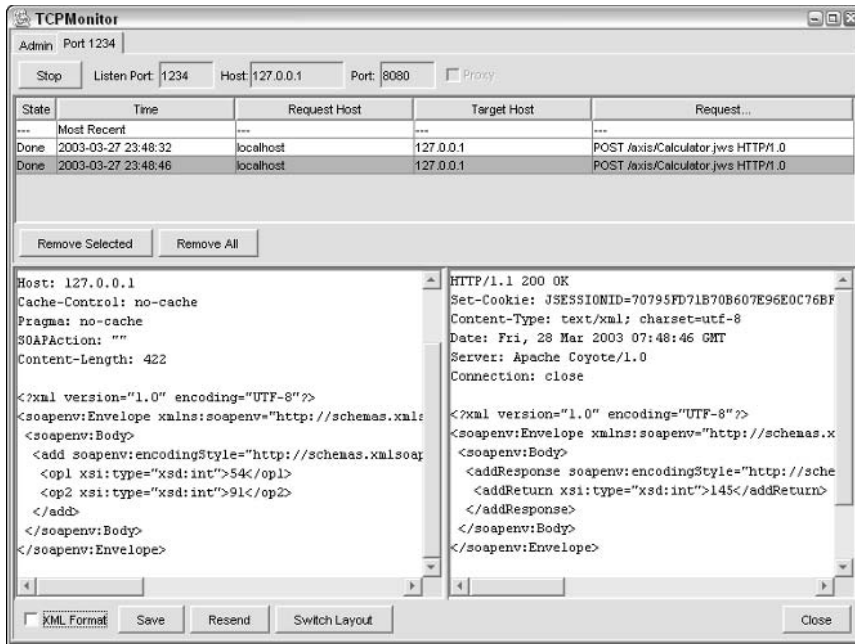 TCPMonitor
Admin Port 1234
Stop Listen Port: 1234 Host: 127.0.0.1 Port: 8080 Proxy
State Time Request Host Target Host Request...
--- Most Recent --- --- ---
Done 2003-03-27 23:48:32 localhost 127.0.0.1 POST /axis/Calculator.jws HTTP/1.0
Done 2003-03-27 23:48:46 localhost 127.0.0.1 POST /axis/Calculator.jws HTTP/1.0
Remove Selected Remove All
Host: 127.0.0.1
Cache-Control: no-cache
Pragma: no-cache
SOAPAction: ""
Content-Length: 422
<?xml version="1.0" encoding="UTF-8"?>
<soapenv:Envelope xmlns:soapenv="http://schemas.xmls
<soapenv:Body>
<add soapenv:encodingStyle="http://schemas.xmlsoap
<op1 xsi:type="xsd:int">54</op1>
<op2 xsi:type="xsd:int">91</op2>
</add>
</soapenv:Body>
</soapenv:Envelope>
HTTP/1.1 200 OK
Set-Cookie: JSESSIONID=70795FD71B70B607E96E0C76BF
Content-Type: text/xml; charset=utf-8
Date: Fri, 28 Mar 2003 07:48:46 GMT
Server: Apache Coyote/1.0
Connection: close
<?xml version="1.0" encoding="UTF-8"?>
<soapenv:Envelope xmlns:soapenv="http://schemas.x
<soapenv:Body>
<addResponse soapenv:encodingStyle="http://sche
<addReturn xsi:type="xsd:int">145</addReturn>
</addResponse>
</soapenv:Body>
</soapenv:Envelope>
XML Format Save Resend Switch Layout Close